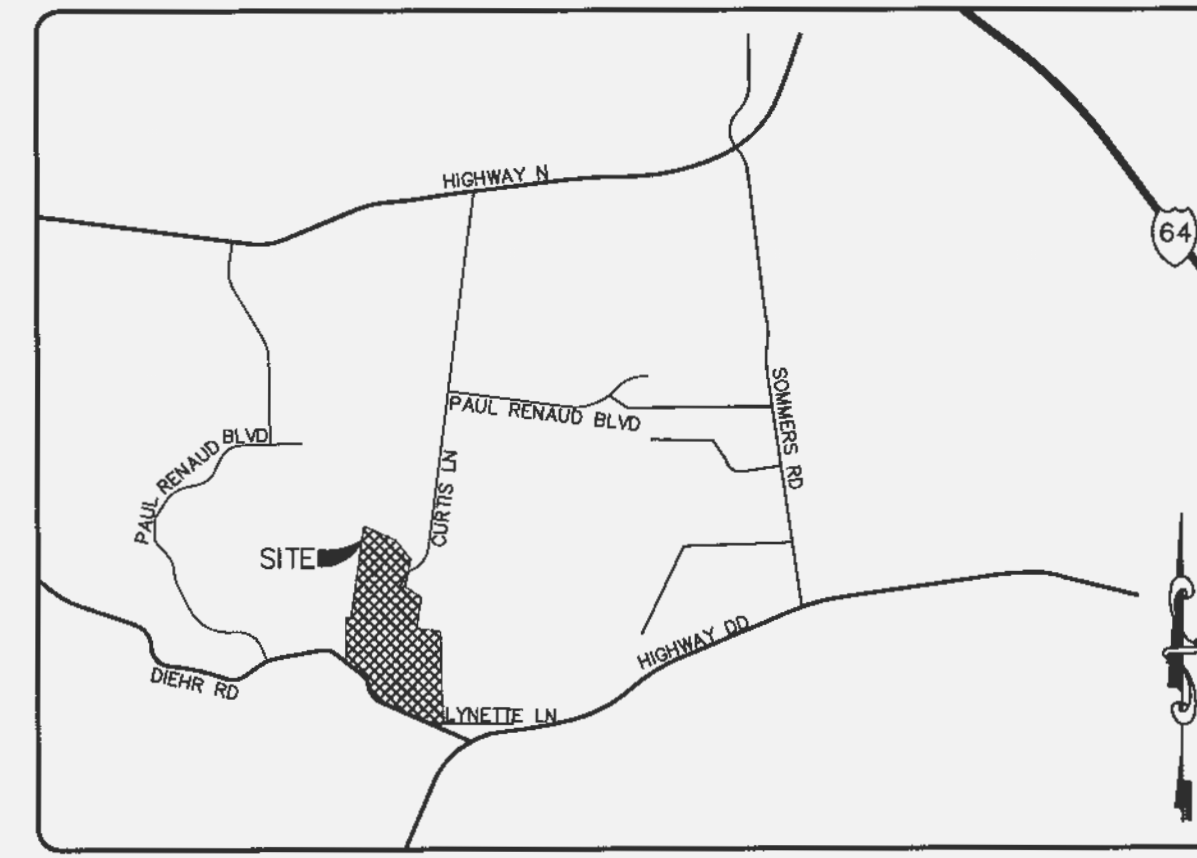 HIGHWAY N
64
PAUL RENAUD BLVD
SOMMERS RD
PAUL RENAUD BLVD
CURTIS LN
SITE
HIGHWAY DD
DIEHR RD
LYNETTE LN